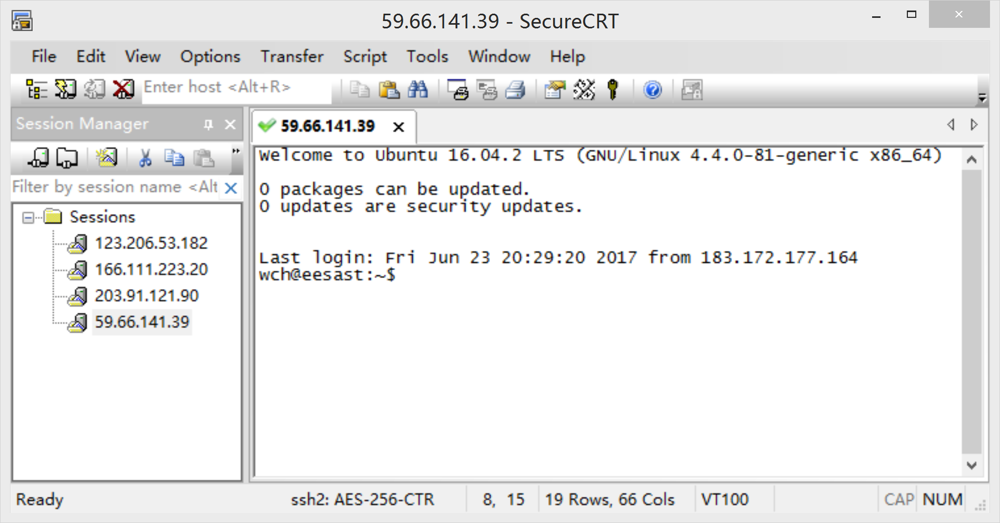 59.66.141.39 - SecureCRT
File Edit View Options Transfer Script Tools Window Help
Enter host <Alt+R>
Session Manager
Filter by session name <Alt
Sessions
123.206.53.182
166.111.223.20
203.91.121.90
59.66.141.39
59.66.141.39
Welcome to Ubuntu 16.04.2 LTS (GNU/Linux 4.4.0-81-generic x86_64)
0 packages can be updated.
0 updates are security updates.
Last login: Fri Jun 23 20:29:20 2017 from 183.172.177.164
wch@eesast:~$
Ready ssh2: AES-256-CTR 8, 15 19 Rows, 66 Cols VT100 CAP NUM